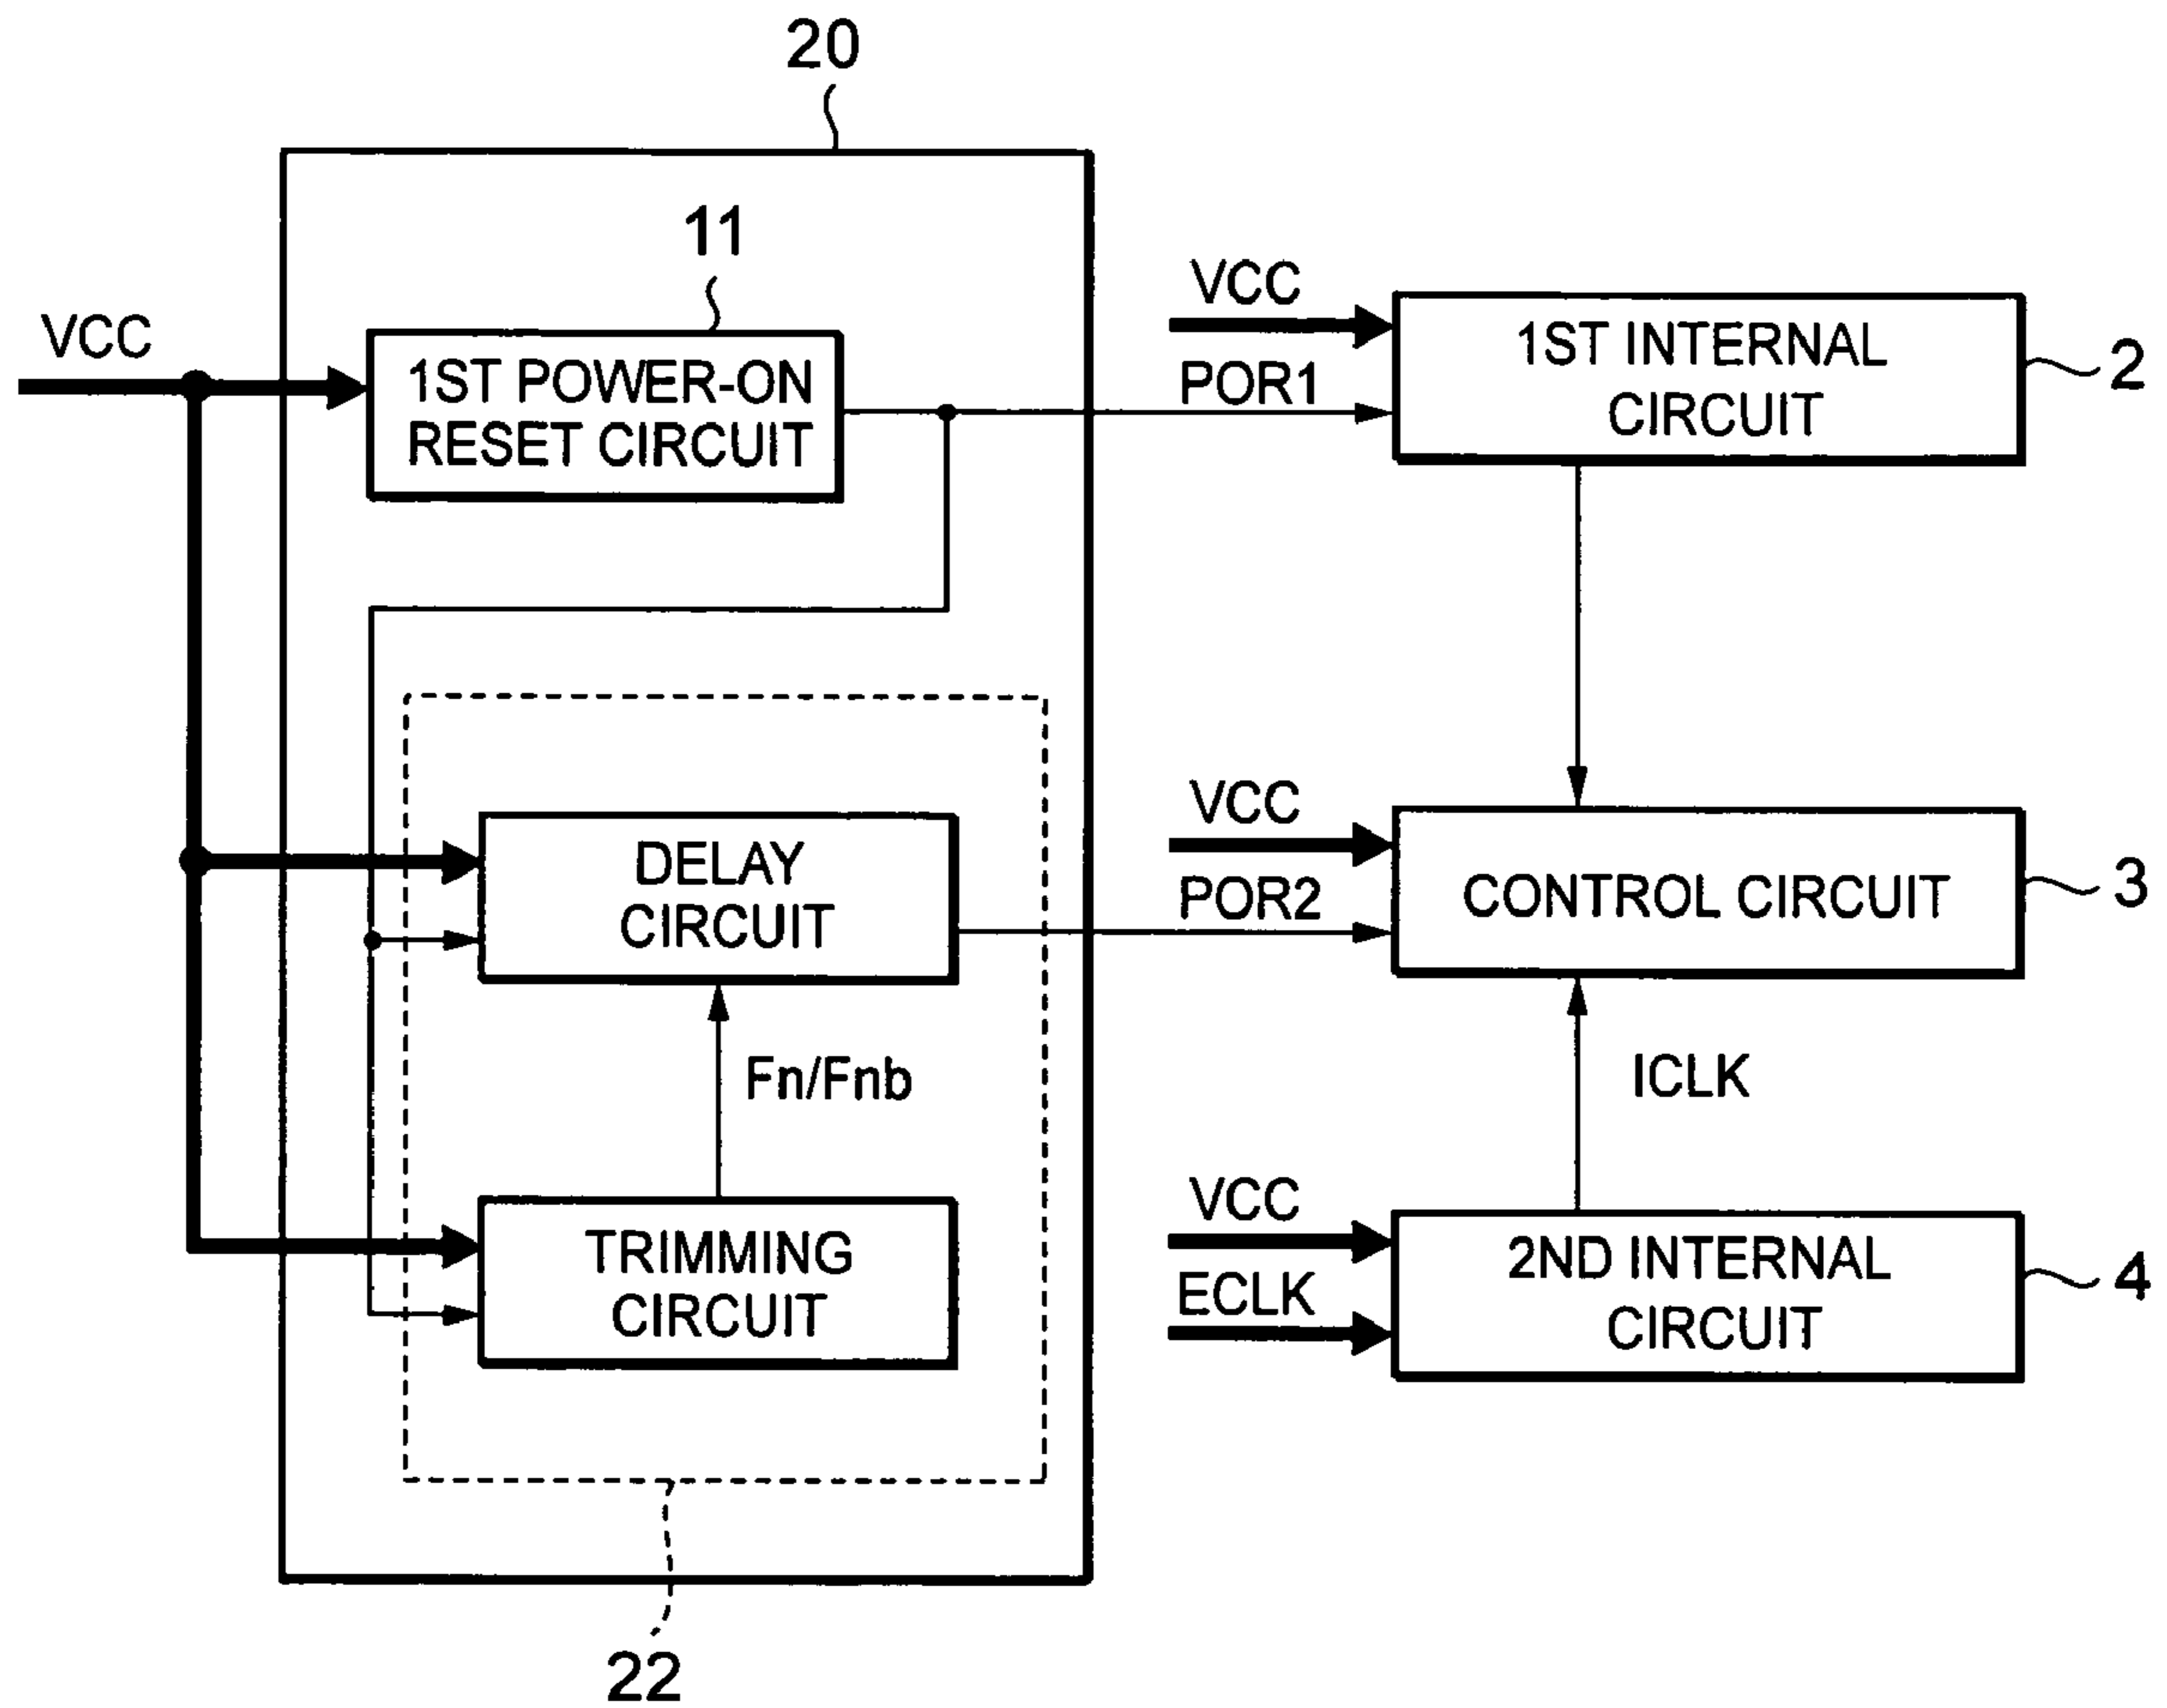 20
11
VCC
1ST POWER-ON
RESET CIRCUIT
VCC
POR1
1ST INTERNAL
CIRCUIT
2
DELAY
CIRCUIT
VCC
POR2
CONTROL CIRCUIT
3
Fn/Fnb
ICLK
TRIMMING
CIRCUIT
VCC
ECLK
2ND INTERNAL
CIRCUIT
4
22